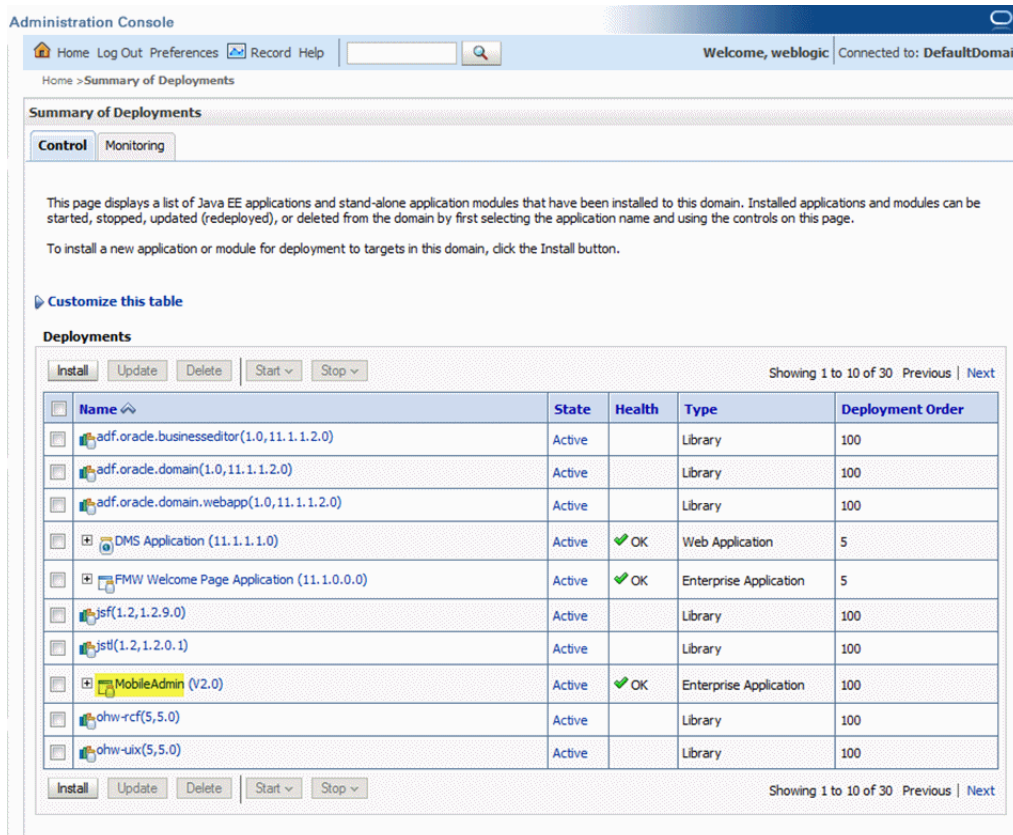 Administration Console
Home Log Out Preferences Record Help
Welcome, weblogic Connected to: DefaultDomai
Home >Summary of Deployments
Summary of Deployments
Control Monitoring
This page displays a list of Java EE applications and stand-alone application modules that have been installed to this domain. Installed applications and modules can be
started, stopped, updated (redeployed), or deleted from the domain by first selecting the application name and using the controls on this page.
To install a new application or module for deployment to targets in this domain, click the Install button.
Customize this table
Deployments
Install Update Delete Start Stop Showing 1 to 10 of 30 Previous | Next
Name State Health Type Deployment Order
adf.oracle.businesseditor(1.0,11.1.1.2.0) Active Library 100
adf.oracle.domain(1.0,11.1.1.2.0) Active Library 100
adf.oracle.domain.webapp(1.0,11.1.1.2.0) Active Library 100
DMS Application (11.1.1.1.0) Active OK Web Application 5
FMW Welcome Page Application (11.1.0.0.0) Active OK Enterprise Application 5
jsf(1.2,1.2.9.0) Active Library 100
jstl(1.2,1.2.0.1) Active Library 100
MobileAdmin (V2.0) Active OK Enterprise Application 100
ohw-rcf(5,5.0) Active Library 100
ohw-uix(5,5.0) Active Library 100
Install Update Delete Start Stop Showing 1 to 10 of 30 Previous | Next